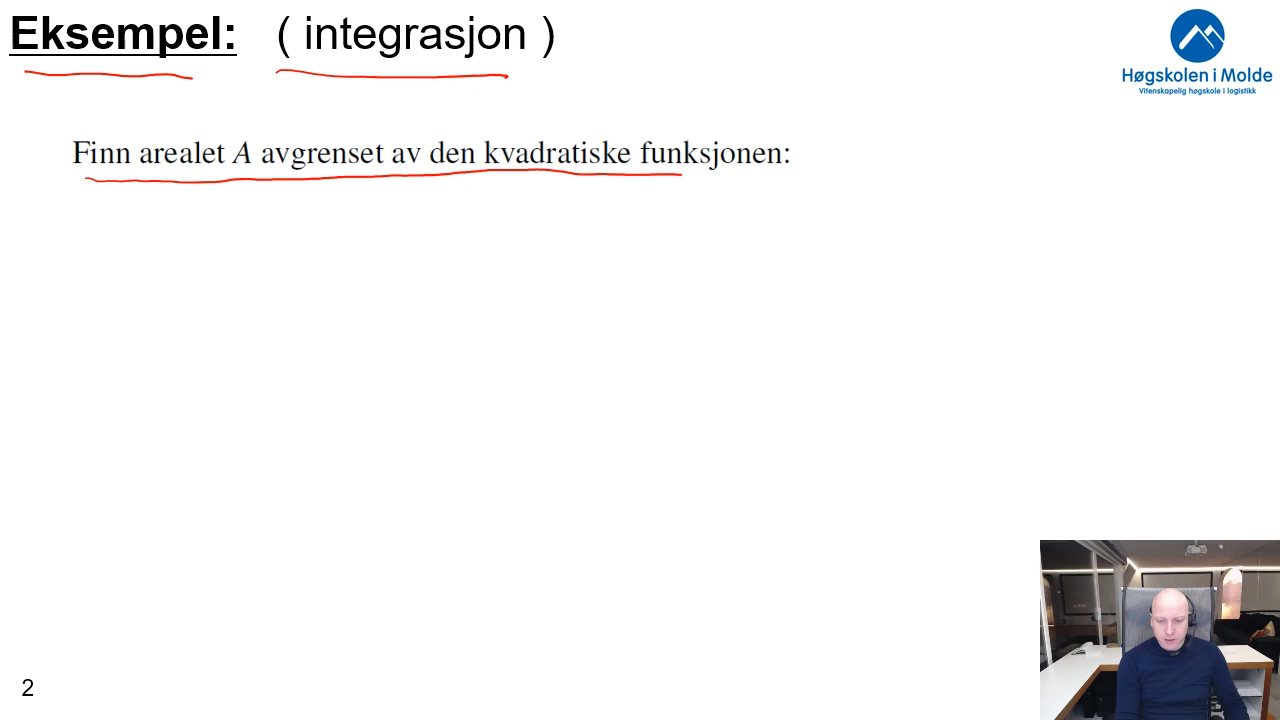 Eksempel: ( integrasjon )
Høgskolen i Molde
Vitenskapelig høgskole i logistikk
Finn arealet A avgrenset av den kvadratiske funksjonen:
2